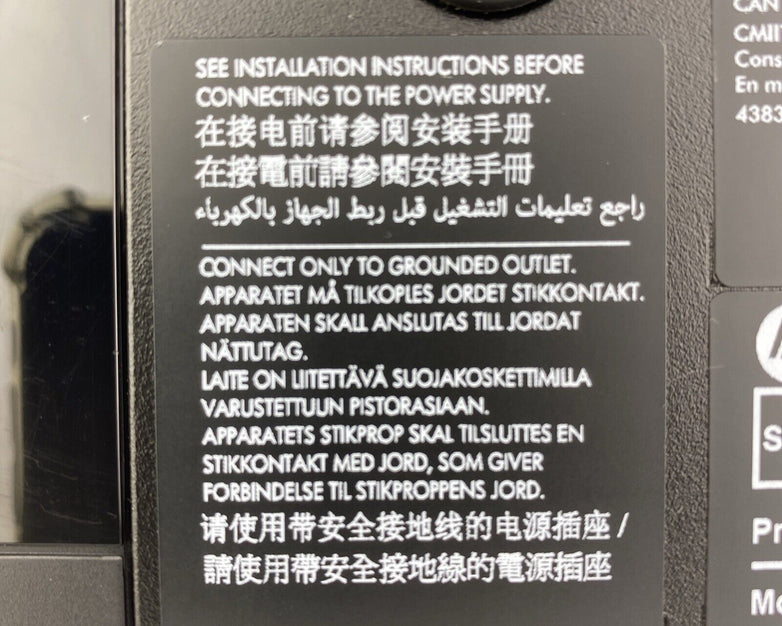 SEE INSTALLATION INSTRUCTIONS BEFORE
CONNECTING TO THE POWER SUPPLY.
在接电前请参阅安装手册
在接電前請參閱安裝手冊
راجع تعليمات التشغيل قبل ربط الجهاز بالكهرباء
CONNECT ONLY TO GROUNDED OUTLET.
APPARATET MÅ TILKOPLES JORDET STIKKONTAKT.
APPARATEN SKALL ANSLUTAS TILL JORDAT
NÄTTUTAG.
LAITE ON LIITETTÄVÄ SUOJAKOSKETTIMILLA
VARUSTETTUUN PISTORASIAAN.
APPARATETS STIKPROP SKAL TILSLUTTES EN
STIKKONTAKT MED JORD, SOM GIVER
FORBINDELSE TIL STIKPROPPENS JORD.
请使用带安全接地线的电源插座 /
請使用帶安全接地線的電源插座
CAN
Cons
En m
4383